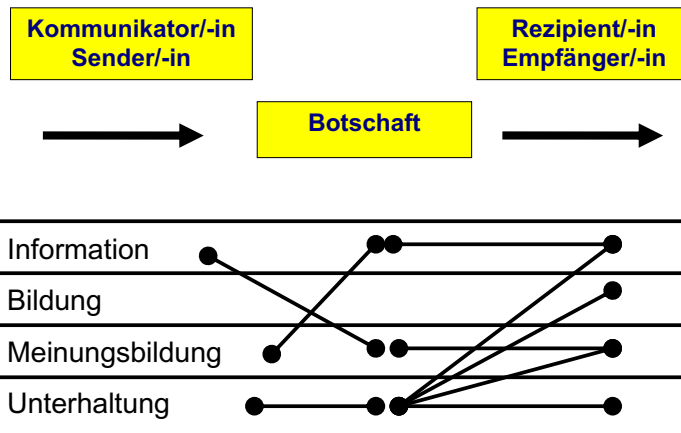 Kommunikator/-in
Sender/-in
Rezipient/-in
Empfänger/-in
Botschaft
Information
Bildung
Meinungsbildung
Unterhaltung